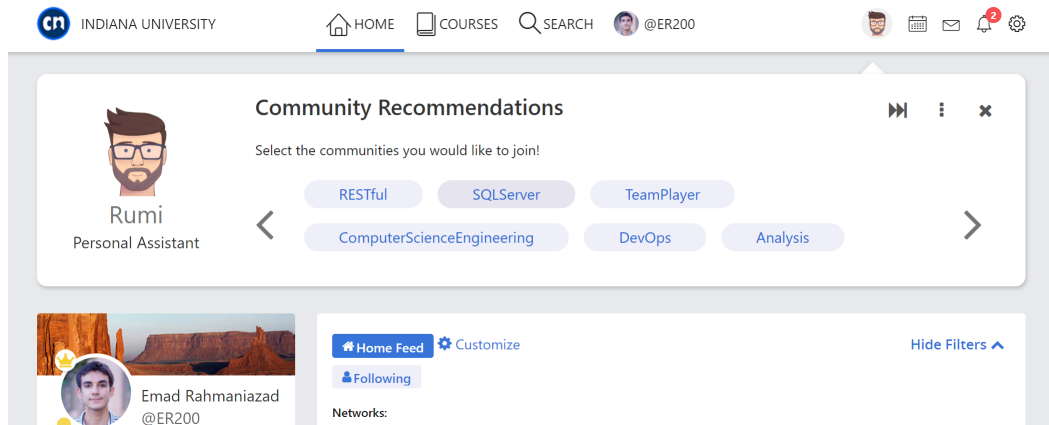 cn INDIANA UNIVERSITY HOME COURSES SEARCH @ER200 2
Community Recommendations
Select the communities you would like to join!
RESTful SQLServer TeamPlayer
Rumi
Personal Assistant
ComputerScienceEngineering DevOps Analysis
Home Feed Customize Hide Filters
Following
Emad Rahmaniazad
@ER200
Networks: